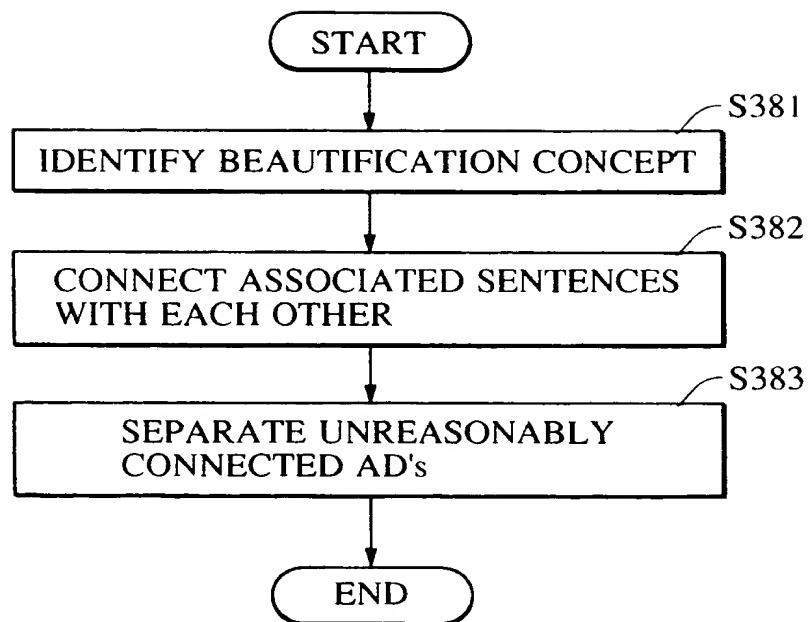 START
S381
IDENTIFY BEAUTIFICATION CONCEPT
S382
CONNECT ASSOCIATED SENTENCES
WITH EACH OTHER
S383
SEPARATE UNREASONABLY
CONNECTED AD's
END